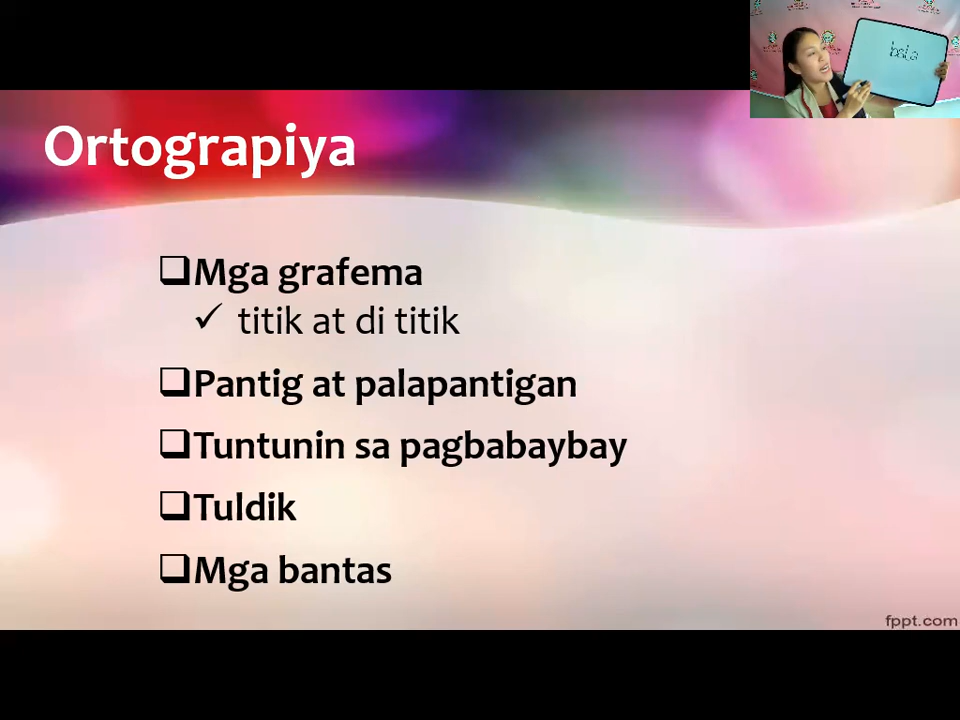 Ortograpiya
Mga grafema
titik at di titik
Pantig at palapantigan
Tuntunin sa pagbabaybay
Tuldik
Mga bantas
fppt.com